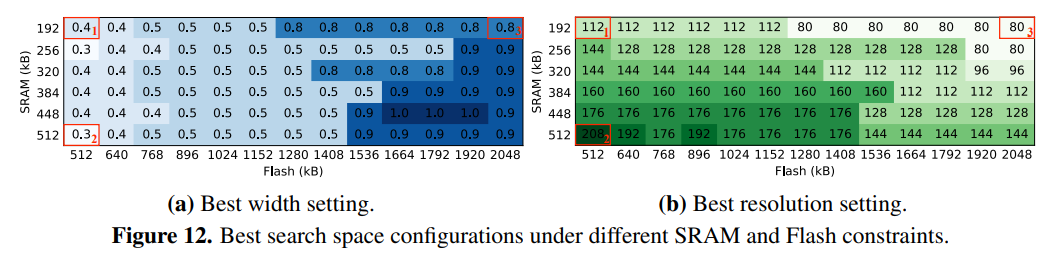 SRAM (kB)
192 0.4 1 0.4 0.5 0.5 0.5 0.5 0.8 0.8 0.8 0.8 0.8 0.8 0.8 3
256 0.3 0.4 0.4 0.5 0.5 0.5 0.5 0.5 0.5 0.5 0.5 0.9 0.9
320 0.4 0.4 0.5 0.5 0.5 0.5 0.5 0.8 0.8 0.8 0.8 0.9 0.9
384 0.4 0.4 0.5 0.5 0.5 0.5 0.5 0.5 0.5 0.9 0.9 0.9 0.9
448 0.4 0.4 0.4 0.5 0.5 0.5 0.5 0.5 0.9 1.0 1.0 1.0 0.9
512 0.3 2 0.4 0.5 0.5 0.5 0.5 0.5 0.5 0.9 0.9 0.9 0.9 0.9
512 640 768 896 1024 1152 1280 1408 1536 1664 1792 1920 2048
Flash (kB)
(a) Best width setting.
SRAM (kB)
192 112 1 112 112 112 112 112 80 80 80 80 80 80 80 3
256 144 128 128 128 128 128 128 128 128 128 128 80 80
320 144 144 144 144 144 144 144 112 112 112 112 96 96
384 160 160 160 160 160 160 160 160 160 112 112 112 112
448 176 176 176 176 176 176 176 176 128 128 128 128 128
512 208 2 192 176 192 176 176 176 176 144 144 144 144 144
512 640 768 896 1024 1152 1280 1408 1536 1664 1792 1920 2048
Flash (kB)
(b) Best resolution setting.
Figure 12. Best search space configurations under different SRAM and Flash constraints.